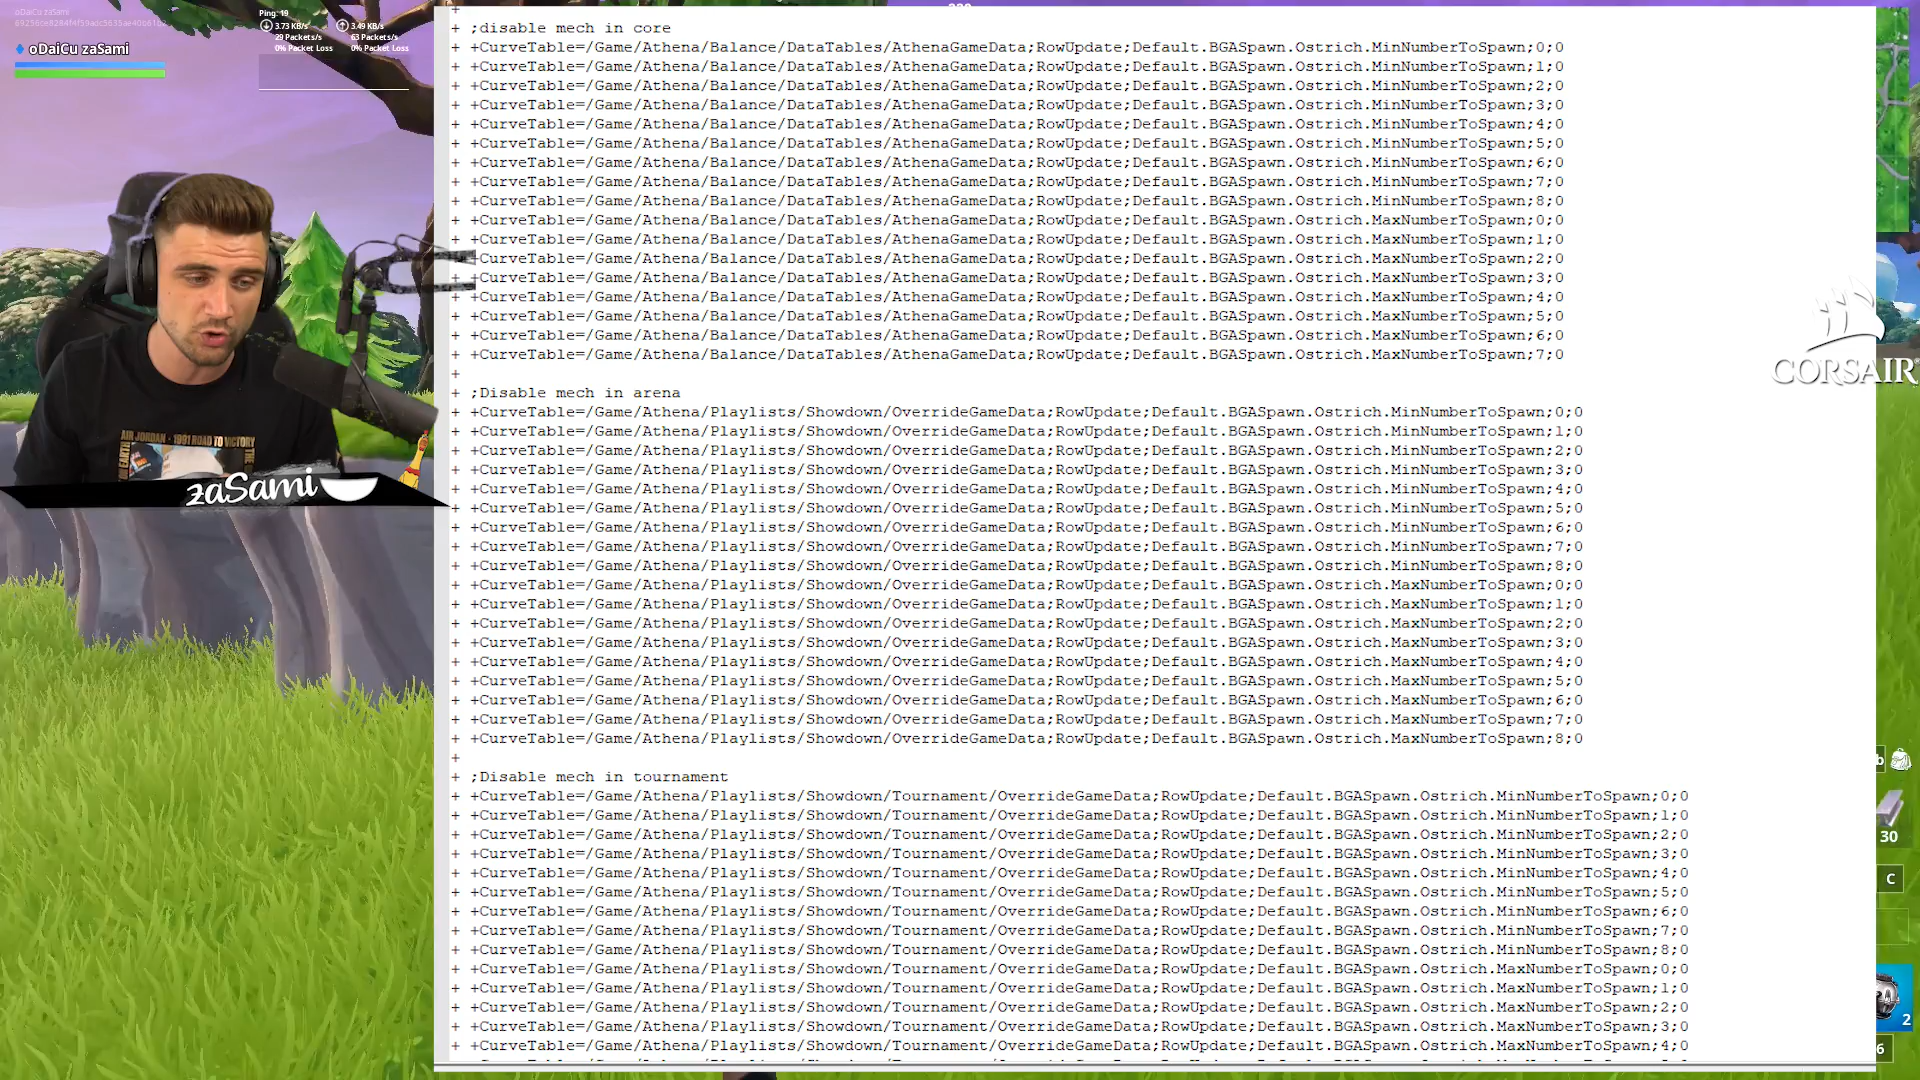 oDaiCu zaSami
Ping: 19
3.73 KB/s
3.49 KB/s
29 Packets/s
63 Packets/s
0% Packet Loss
0% Packet Loss
oDaiCu zaSami
+
+ ;disable mech in core
+ +CurveTable=/Game/Athena/Balance/DataTables/AthenaGameData;RowUpdate;Default.BGASpawn.Ostrich.MinNumberToSpawn;0;0
+ +CurveTable=/Game/Athena/Balance/DataTables/AthenaGameData;RowUpdate;Default.BGASpawn.Ostrich.MinNumberToSpawn;1;0
+ +CurveTable=/Game/Athena/Balance/DataTables/AthenaGameData;RowUpdate;Default.BGASpawn.Ostrich.MinNumberToSpawn;2;0
+ +CurveTable=/Game/Athena/Balance/DataTables/AthenaGameData;RowUpdate;Default.BGASpawn.Ostrich.MinNumberToSpawn;3;0
+ +CurveTable=/Game/Athena/Balance/DataTables/AthenaGameData;RowUpdate;Default.BGASpawn.Ostrich.MinNumberToSpawn;4;0
+ +CurveTable=/Game/Athena/Balance/DataTables/AthenaGameData;RowUpdate;Default.BGASpawn.Ostrich.MinNumberToSpawn;5;0
+ +CurveTable=/Game/Athena/Balance/DataTables/AthenaGameData;RowUpdate;Default.BGASpawn.Ostrich.MinNumberToSpawn;6;0
+ +CurveTable=/Game/Athena/Balance/DataTables/AthenaGameData;RowUpdate;Default.BGASpawn.Ostrich.MinNumberToSpawn;7;0
+ +CurveTable=/Game/Athena/Balance/DataTables/AthenaGameData;RowUpdate;Default.BGASpawn.Ostrich.MinNumberToSpawn;8;0
+ +CurveTable=/Game/Athena/Balance/DataTables/AthenaGameData;RowUpdate;Default.BGASpawn.Ostrich.MaxNumberToSpawn;0;0
+ +CurveTable=/Game/Athena/Balance/DataTables/AthenaGameData;RowUpdate;Default.BGASpawn.Ostrich.MaxNumberToSpawn;1;0
+CurveTable=/Game/Athena/Balance/DataTables/AthenaGameData;RowUpdate;Default.BGASpawn.Ostrich.MaxNumberToSpawn;2;0
+CurveTable=/Game/Athena/Balance/DataTables/AthenaGameData;RowUpdate;Default.BGASpawn.Ostrich.MaxNumberToSpawn;3;0
+ +CurveTable=/Game/Athena/Balance/DataTables/AthenaGameData;RowUpdate;Default.BGASpawn.Ostrich.MaxNumberToSpawn;4;0
+ +CurveTable=/Game/Athena/Balance/DataTables/AthenaGameData;RowUpdate;Default.BGASpawn.Ostrich.MaxNumberToSpawn;5;0
+ +CurveTable=/Game/Athena/Balance/DataTables/AthenaGameData;RowUpdate;Default.BGASpawn.Ostrich.MaxNumberToSpawn;6;0
+ +CurveTable=/Game/Athena/Balance/DataTables/AthenaGameData;RowUpdate;Default.BGASpawn.Ostrich.MaxNumberToSpawn;7;0
+
+ ;Disable mech in arena
+ +CurveTable=/Game/Athena/Playlists/Showdown/OverrideGameData;RowUpdate;Default.BGASpawn.Ostrich.MinNumberToSpawn;0;0
+ +CurveTable=/Game/Athena/Playlists/Showdown/OverrideGameData;RowUpdate;Default.BGASpawn.Ostrich.MinNumberToSpawn;1;0
+ +CurveTable=/Game/Athena/Playlists/Showdown/OverrideGameData;RowUpdate;Default.BGASpawn.Ostrich.MinNumberToSpawn;2;0
+ +CurveTable=/Game/Athena/Playlists/Showdown/OverrideGameData;RowUpdate;Default.BGASpawn.Ostrich.MinNumberToSpawn;3;0
+ +CurveTable=/Game/Athena/Playlists/Showdown/OverrideGameData;RowUpdate;Default.BGASpawn.Ostrich.MinNumberToSpawn;4;0
+ +CurveTable=/Game/Athena/Playlists/Showdown/OverrideGameData;RowUpdate;Default.BGASpawn.Ostrich.MinNumberToSpawn;5;0
+ +CurveTable=/Game/Athena/Playlists/Showdown/OverrideGameData;RowUpdate;Default.BGASpawn.Ostrich.MinNumberToSpawn;6;0
+ +CurveTable=/Game/Athena/Playlists/Showdown/OverrideGameData;RowUpdate;Default.BGASpawn.Ostrich.MinNumberToSpawn;7;0
+ +CurveTable=/Game/Athena/Playlists/Showdown/OverrideGameData;RowUpdate;Default.BGASpawn.Ostrich.MinNumberToSpawn;8;0
+ +CurveTable=/Game/Athena/Playlists/Showdown/OverrideGameData;RowUpdate;Default.BGASpawn.Ostrich.MaxNumberToSpawn;0;0
+ +CurveTable=/Game/Athena/Playlists/Showdown/OverrideGameData;RowUpdate;Default.BGASpawn.Ostrich.MaxNumberToSpawn;1;0
+ +CurveTable=/Game/Athena/Playlists/Showdown/OverrideGameData;RowUpdate;Default.BGASpawn.Ostrich.MaxNumberToSpawn;2;0
+ +CurveTable=/Game/Athena/Playlists/Showdown/OverrideGameData;RowUpdate;Default.BGASpawn.Ostrich.MaxNumberToSpawn;3;0
+ +CurveTable=/Game/Athena/Playlists/Showdown/OverrideGameData;RowUpdate;Default.BGASpawn.Ostrich.MaxNumberToSpawn;4;0
+ +CurveTable=/Game/Athena/Playlists/Showdown/OverrideGameData;RowUpdate;Default.BGASpawn.Ostrich.MaxNumberToSpawn;5;0
+ +CurveTable=/Game/Athena/Playlists/Showdown/OverrideGameData;RowUpdate;Default.BGASpawn.Ostrich.MaxNumberToSpawn;6;0
+ +CurveTable=/Game/Athena/Playlists/Showdown/OverrideGameData;RowUpdate;Default.BGASpawn.Ostrich.MaxNumberToSpawn;7;0
+ +CurveTable=/Game/Athena/Playlists/Showdown/OverrideGameData;RowUpdate;Default.BGASpawn.Ostrich.MaxNumberToSpawn;8;0
+
+ ;Disable mech in tournament
+ +CurveTable=/Game/Athena/Playlists/Showdown/Tournament/OverrideGameData;RowUpdate;Default.BGASpawn.Ostrich.MinNumberToSpawn;0;0
+ +CurveTable=/Game/Athena/Playlists/Showdown/Tournament/OverrideGameData;RowUpdate;Default.BGASpawn.Ostrich.MinNumberToSpawn;1;0
+ +CurveTable=/Game/Athena/Playlists/Showdown/Tournament/OverrideGameData;RowUpdate;Default.BGASpawn.Ostrich.MinNumberToSpawn;2;0
+ +CurveTable=/Game/Athena/Playlists/Showdown/Tournament/OverrideGameData;RowUpdate;Default.BGASpawn.Ostrich.MinNumberToSpawn;3;0
+ +CurveTable=/Game/Athena/Playlists/Showdown/Tournament/OverrideGameData;RowUpdate;Default.BGASpawn.Ostrich.MinNumberToSpawn;4;0
+ +CurveTable=/Game/Athena/Playlists/Showdown/Tournament/OverrideGameData;RowUpdate;Default.BGASpawn.Ostrich.MinNumberToSpawn;5;0
+ +CurveTable=/Game/Athena/Playlists/Showdown/Tournament/OverrideGameData;RowUpdate;Default.BGASpawn.Ostrich.MinNumberToSpawn;6;0
+ +CurveTable=/Game/Athena/Playlists/Showdown/Tournament/OverrideGameData;RowUpdate;Default.BGASpawn.Ostrich.MinNumberToSpawn;7;0
+ +CurveTable=/Game/Athena/Playlists/Showdown/Tournament/OverrideGameData;RowUpdate;Default.BGASpawn.Ostrich.MinNumberToSpawn;8;0
+ +CurveTable=/Game/Athena/Playlists/Showdown/Tournament/OverrideGameData;RowUpdate;Default.BGASpawn.Ostrich.MaxNumberToSpawn;0;0
+ +CurveTable=/Game/Athena/Playlists/Showdown/Tournament/OverrideGameData;RowUpdate;Default.BGASpawn.Ostrich.MaxNumberToSpawn;1;0
+ +CurveTable=/Game/Athena/Playlists/Showdown/Tournament/OverrideGameData;RowUpdate;Default.BGASpawn.Ostrich.MaxNumberToSpawn;2;0
+ +CurveTable=/Game/Athena/Playlists/Showdown/Tournament/OverrideGameData;RowUpdate;Default.BGASpawn.Ostrich.MaxNumberToSpawn;3;0
+ +CurveTable=/Game/Athena/Playlists/Showdown/Tournament/OverrideGameData;RowUpdate;Default.BGASpawn.Ostrich.MaxNumberToSpawn;4;0
AIR JORDAN - 1991 ROAD TO VICTORY
zaSami
CORSAIR
b
30
C
2
6